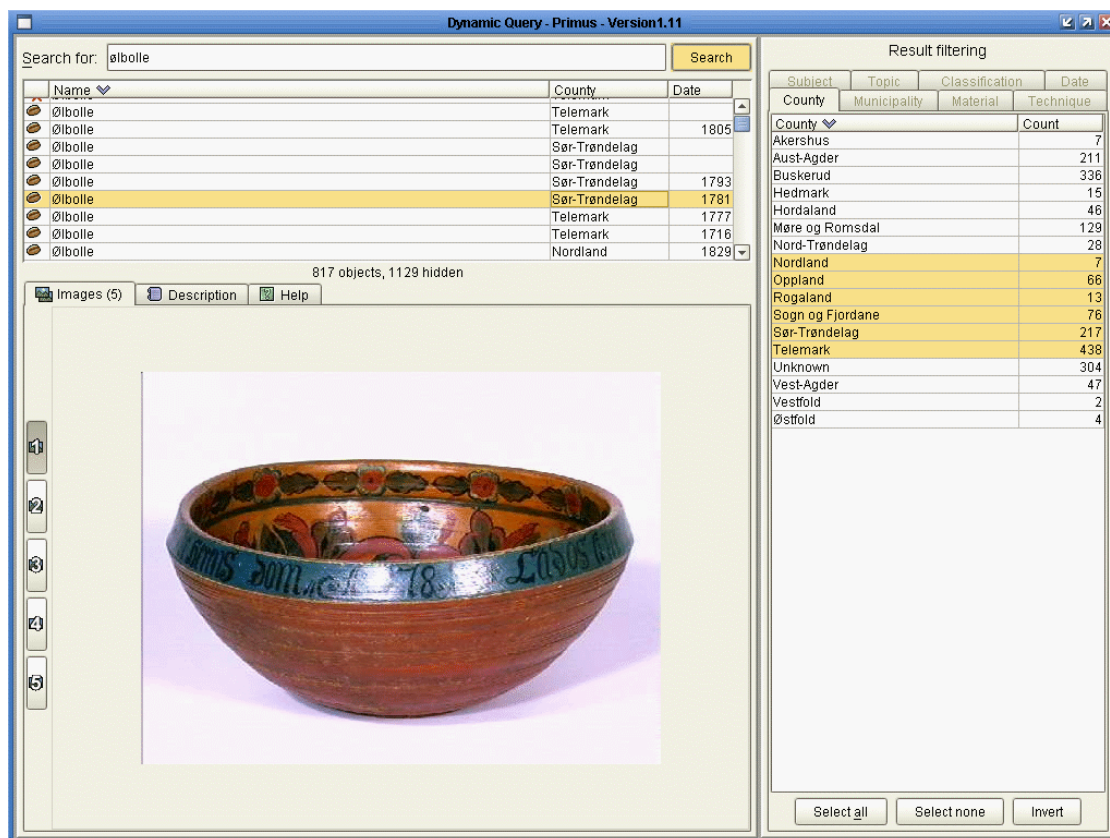 Dynamic Query - Primus - Version1.11
Search for: ølbolle Search
Name County Date
Ølbolle Telemark
Ølbolle Telemark
Ølbolle Telemark 1805
Ølbolle Sør-Trøndelag
Ølbolle Sør-Trøndelag
Ølbolle Sør-Trøndelag 1793
Ølbolle Sør-Trøndelag 1781
Ølbolle Telemark 1777
Ølbolle Telemark 1716
Ølbolle Nordland 1829
817 objects, 1129 hidden
Images (5) Description Help
1
2
3
4
5
78
Result filtering
Subject Topic Classification Date
County Municipality Material Technique
County Count
Akershus 7
Aust-Agder 211
Buskerud 336
Hedmark 15
Hordaland 46
Møre og Romsdal 129
Nord-Trøndelag 28
Nordland 7
Oppland 66
Rogaland 13
Sogn og Fjordane 76
Sør-Trøndelag 217
Telemark 438
Unknown 304
Vest-Agder 47
Vestfold 2
Østfold 4
Select all Select none Invert